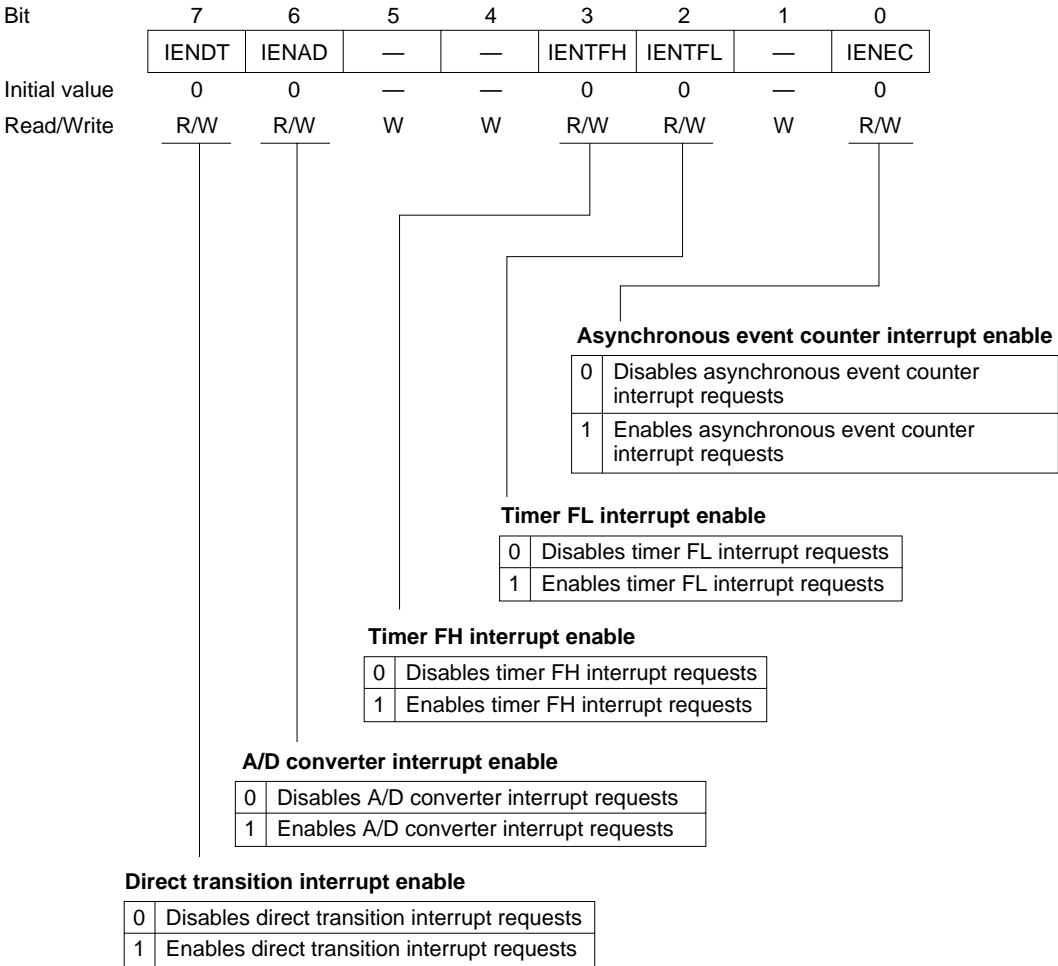 Bit 7 6 5 4 3 2 1 0
IENDT IENAD — — IENTFH IENTFL — IENEC
Initial value 0 0 — — 0 0 — 0
Read/Write R/W R/W W W R/W R/W W R/W
Asynchronous event counter interrupt enable
0 Disables asynchronous event counter
interrupt requests
1 Enables asynchronous event counter
interrupt requests
Timer FL interrupt enable
0 Disables timer FL interrupt requests
1 Enables timer FL interrupt requests
Timer FH interrupt enable
0 Disables timer FH interrupt requests
1 Enables timer FH interrupt requests
A/D converter interrupt enable
0 Disables A/D converter interrupt requests
1 Enables A/D converter interrupt requests
Direct transition interrupt enable
0 Disables direct transition interrupt requests
1 Enables direct transition interrupt requests